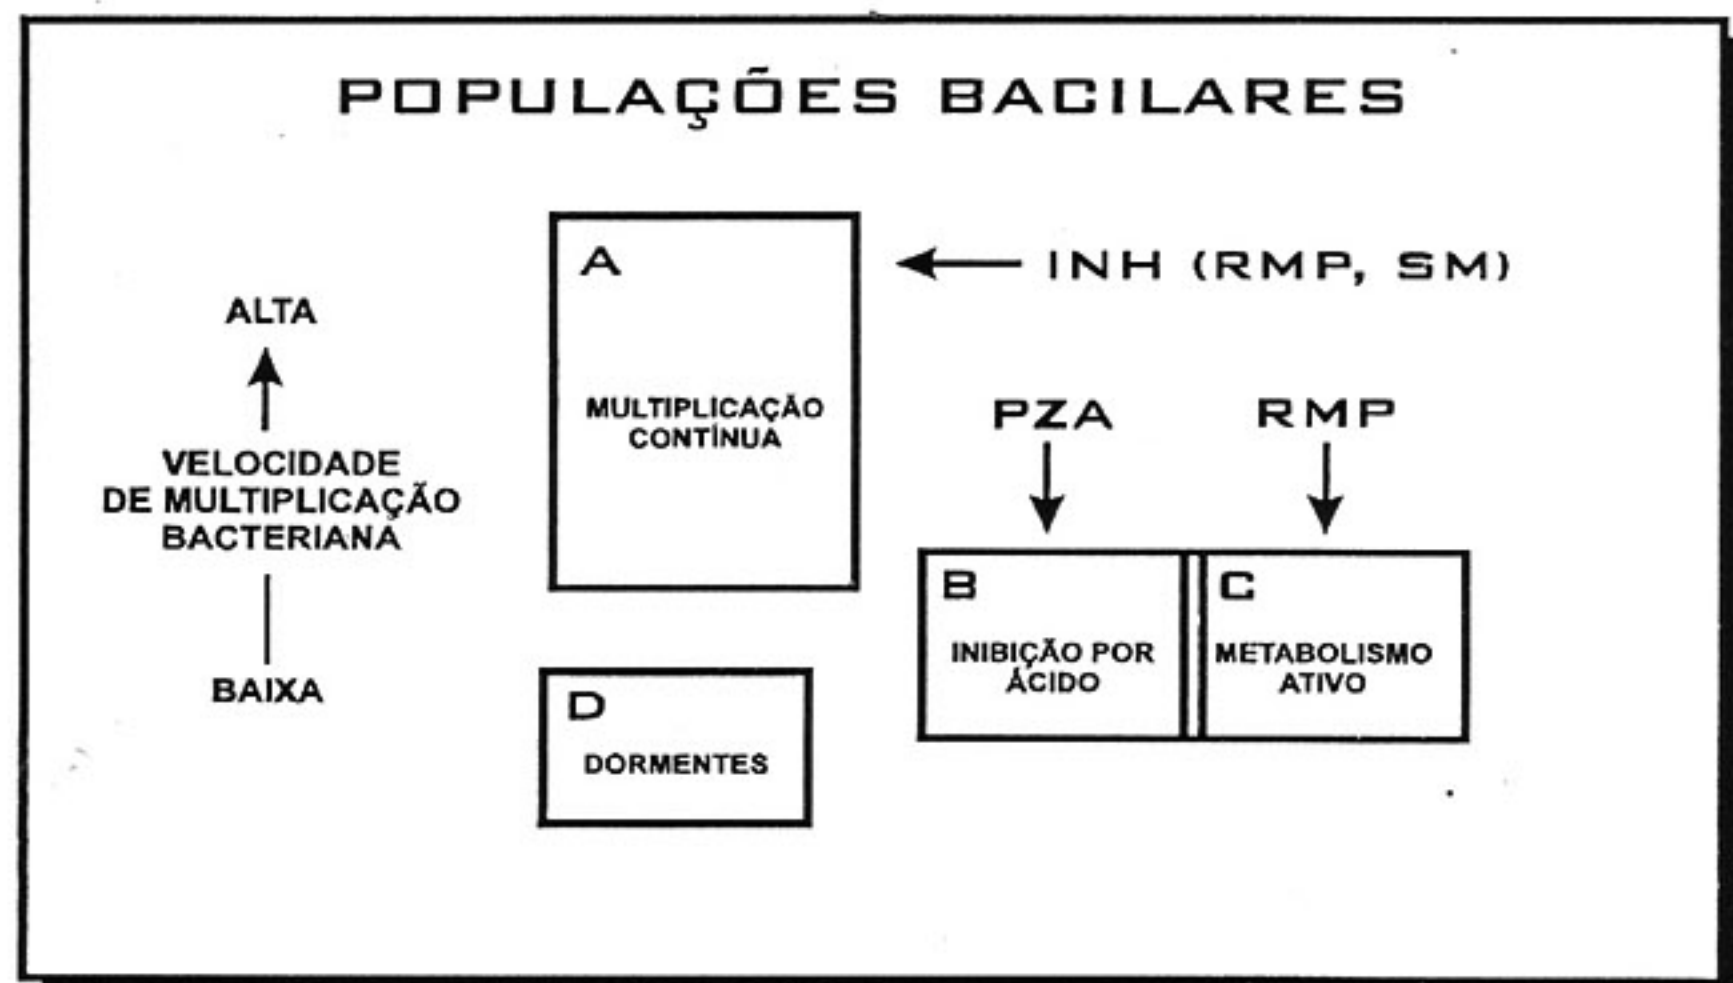 POPULAÇÕES BACILARES
A
MULTIPLICAÇÃO
CONTÍNUA
INH (RMP, SM)
ALTA
VELOCIDADE
DE MULTIPLICAÇÃO
BACTERIANA
BAIXA
PZA
RMP
B
INIBIÇÃO POR
ÁCIDO
C
METABOLISMO
ATIVO
D
DORMENTES